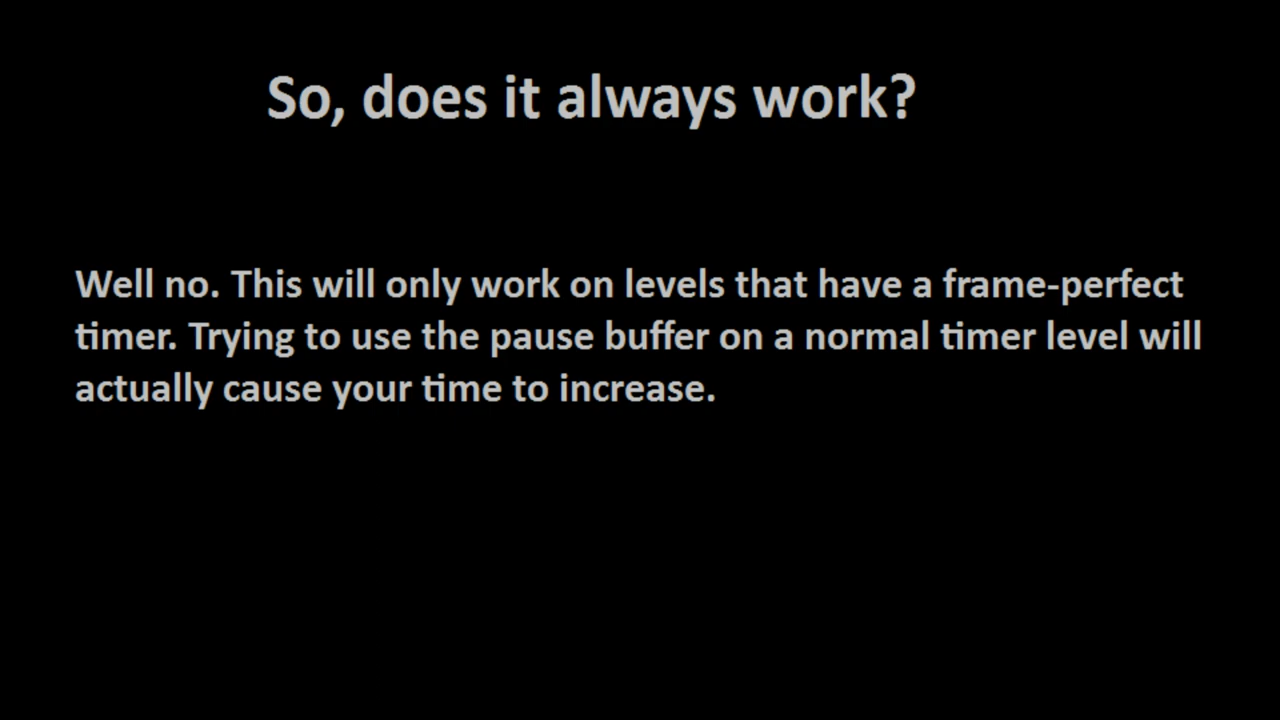 So, does it always work?
Well no. This will only work on levels that have a frame-perfect
timer. Trying to use the pause buffer on a normal timer level will
actually cause your time to increase.